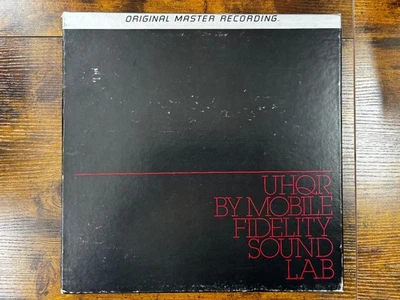 ORIGINAL MASTER RECORDING.
UHQR
BY MOBILE
FIDELITY
SOUND
LAB